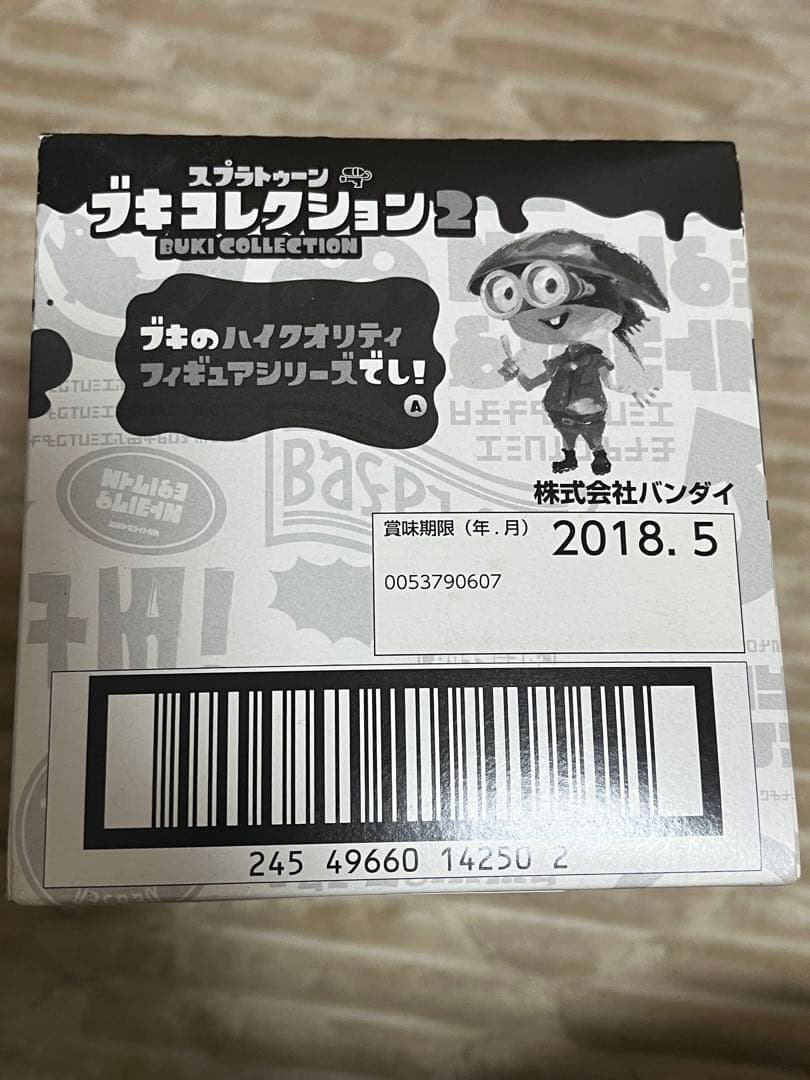 スプラトゥーン
ブキコレクション2
BUKI COLLECTION
ブキのハイクオリティ
フィギュアシリーズでし!
A
株式会社バンダイ
賞味期限（年.月） 2018. 5
0053790607
245 49660 14250 2